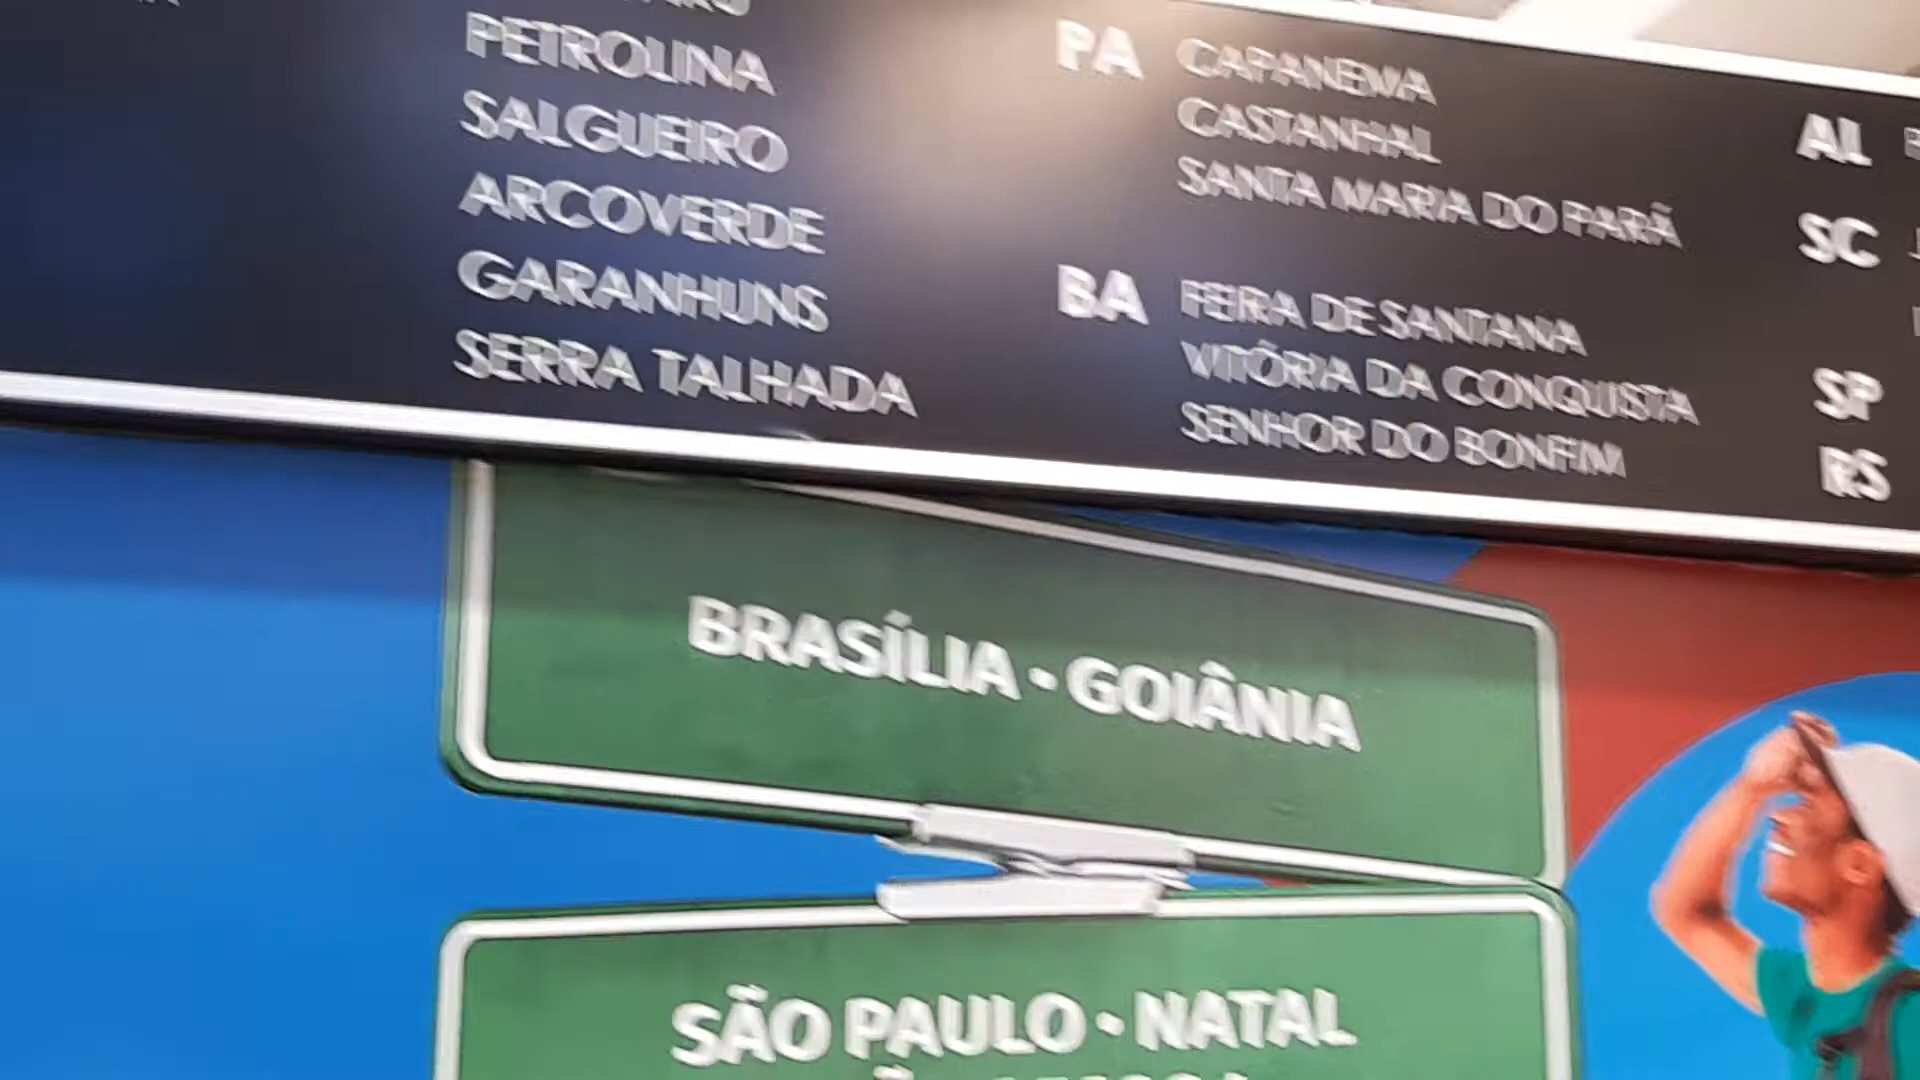 PETROLINA
SALGUEIRO
ARCOVERDE
GARANHUNS
SERRA TALHADA
PA CAPANEMA
CASTANHAL
SANTA MARIA DO PARÁ
BA FEIRA DE SANTANA
VITÓRIA DA CONQUISTA
SENHOR DO BONFIM
AL
SC
SP
RS
BRASÍLIA • GOIÂNIA
SÃO PAULO • NATAL